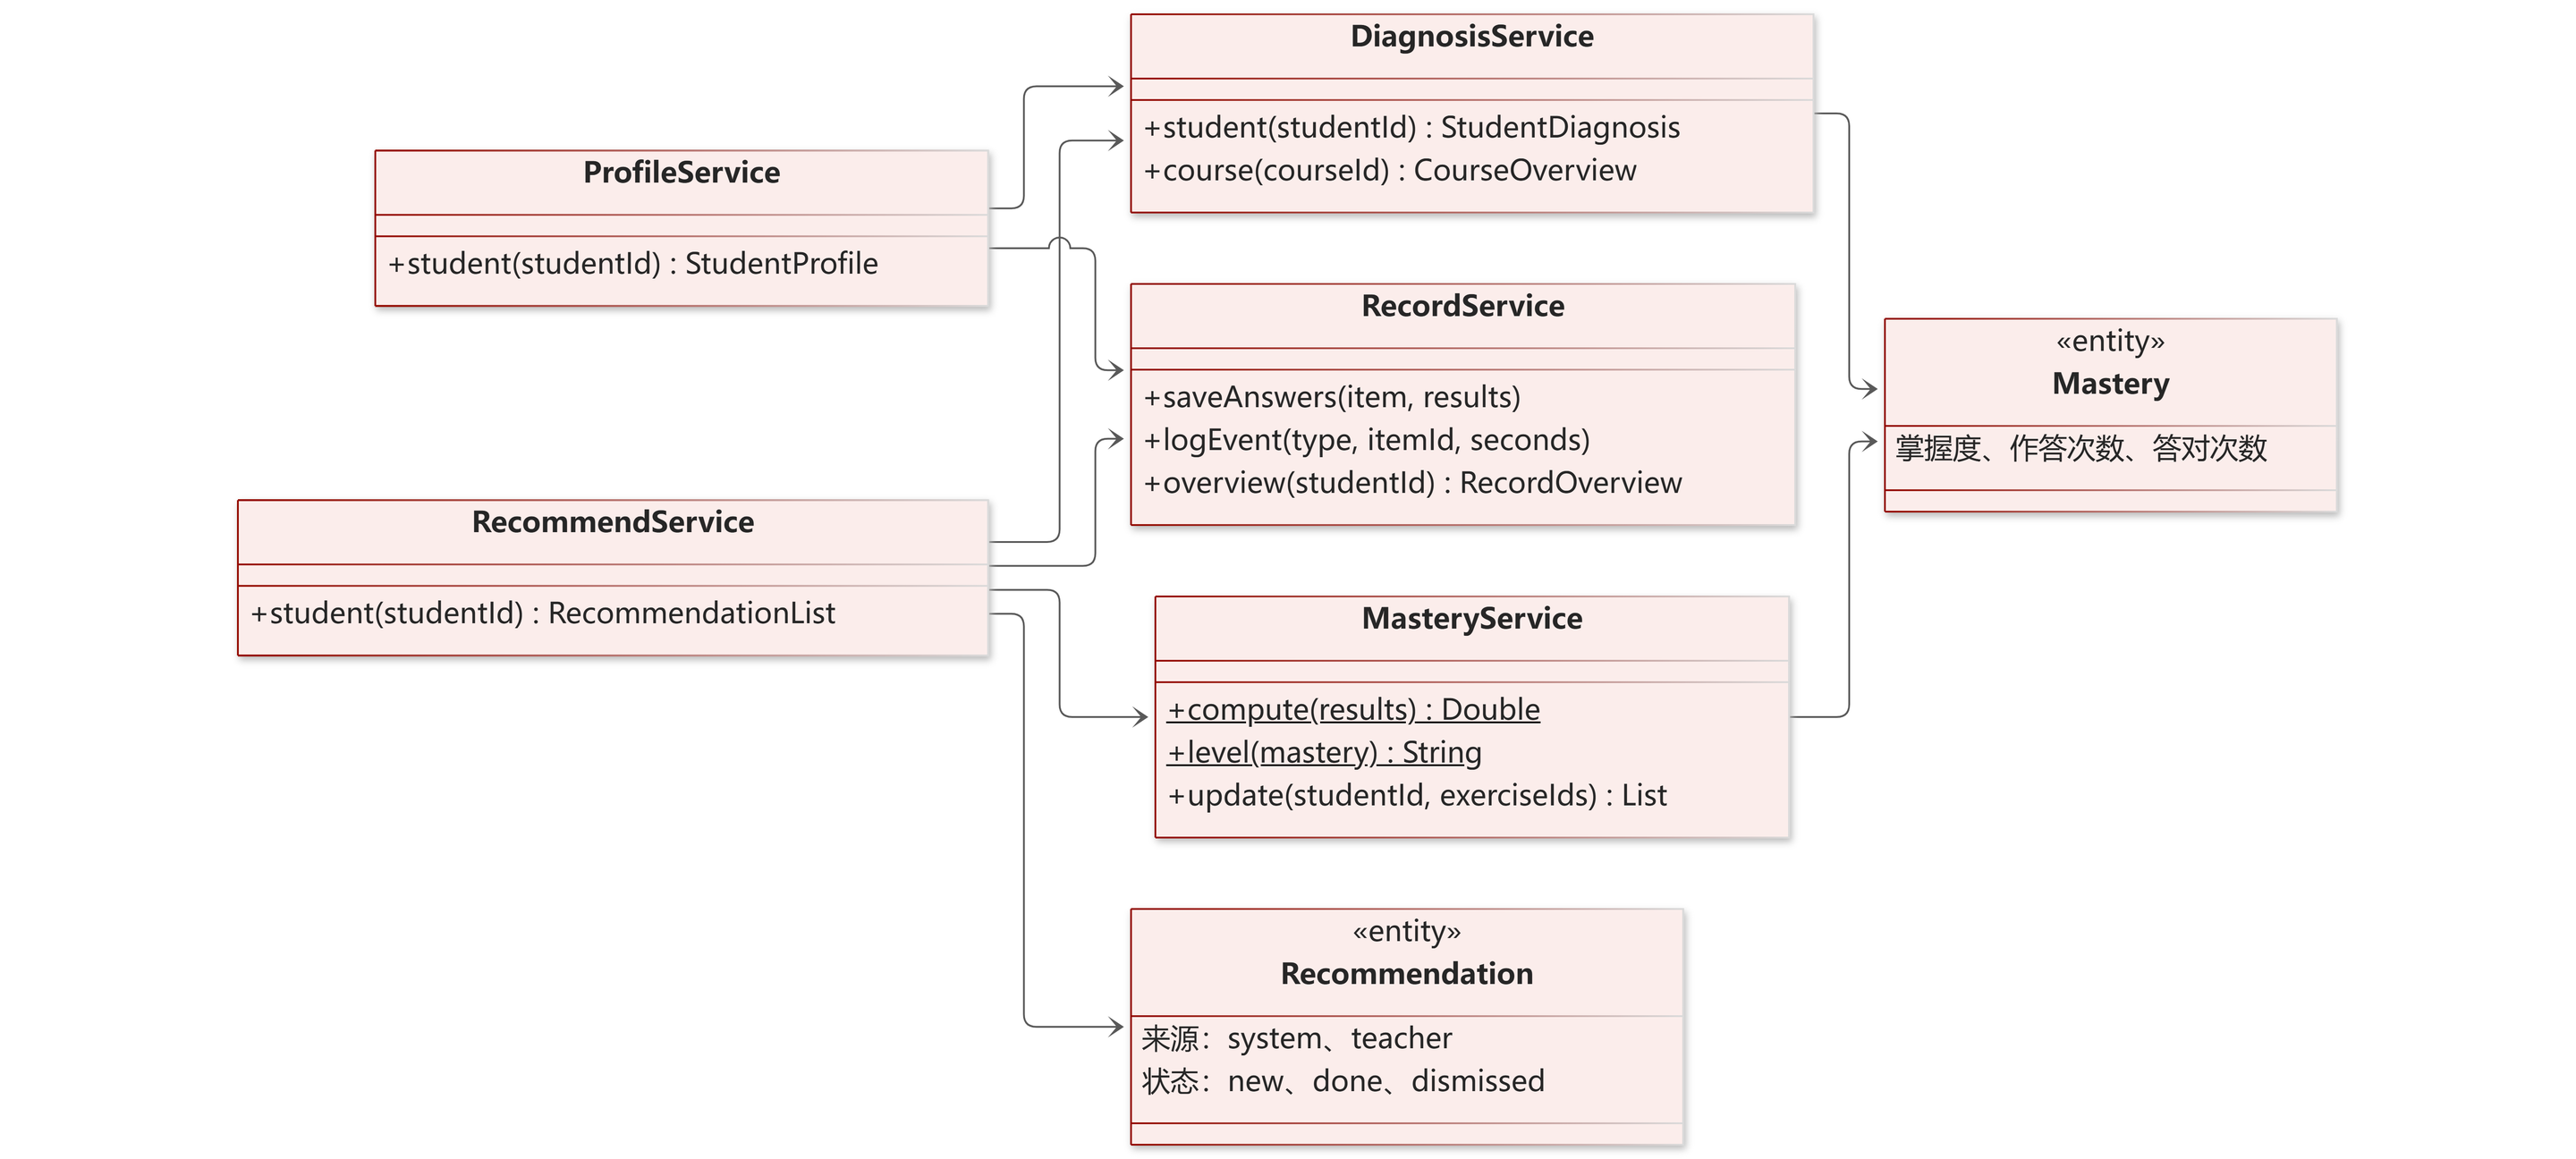 DiagnosisService
+student(studentId) : StudentDiagnosis
+course(courseId) : CourseOverview
ProfileService
+student(studentId) : StudentProfile
RecordService
+saveAnswers(item, results)
+logEvent(type, itemId, seconds)
+overview(studentId) : RecordOverview
«entity»
Mastery
掌握度、作答次数、答对次数
RecommendService
+student(studentId) : RecommendationList
MasteryService
+compute(results) : Double
+level(mastery) : String
+update(studentId, exerciseIds) : List
«entity»
Recommendation
来源：system、teacher
状态：new、done、dismissed